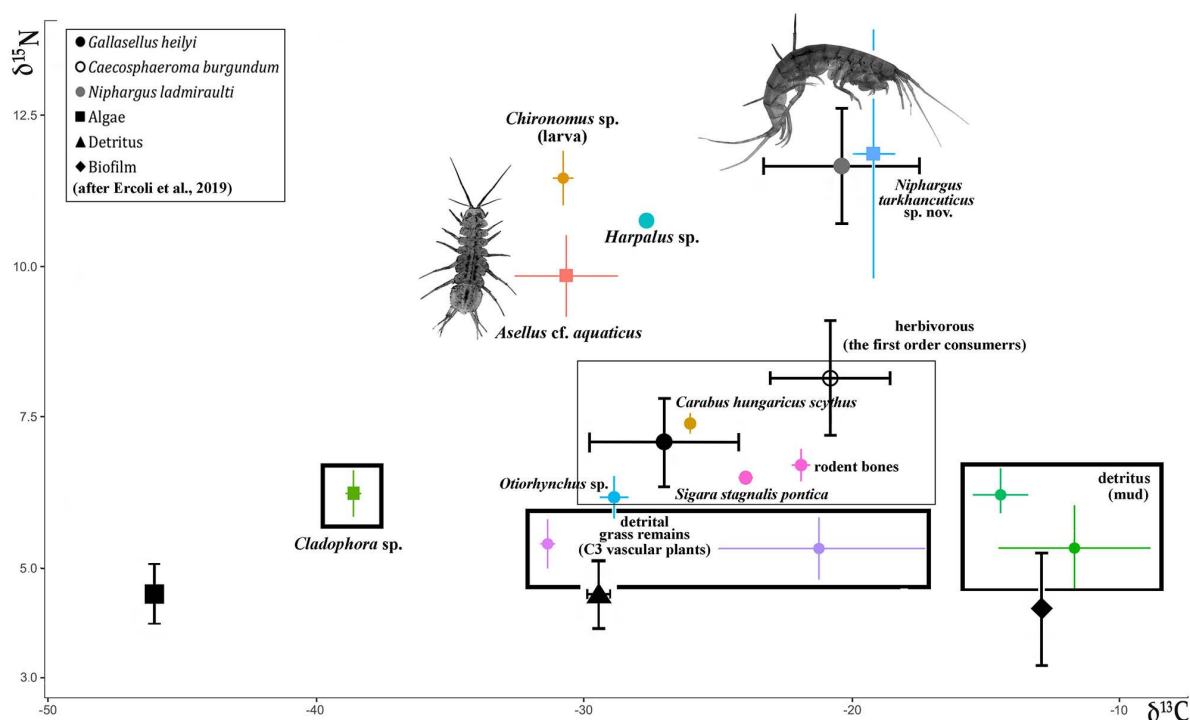 δ¹⁵N
Gallasellus heilyi
Caecosphaeroma burgundum
Niphargus ladmiraulti
Algae
Detritus
Biofilm
(after Ercoli et al., 2019)
12.5
10.0
7.5
5.0
3.0
Chironomus sp.
(larva)
Harpalus sp.
Niphargus
tarkhancuticus
sp. nov.
Asellus cf. aquaticus
herbivorous
(the first order consumerrs)
Carabus hungaricus scythus
rodent bones
Otiorhynchus sp.
Sigara stagnalis pontica
detritus
(mud)
detrital
grass remains
(C3 vascular plants)
Cladophora sp.
-50
-40
-30
-20
-10
δ¹³C